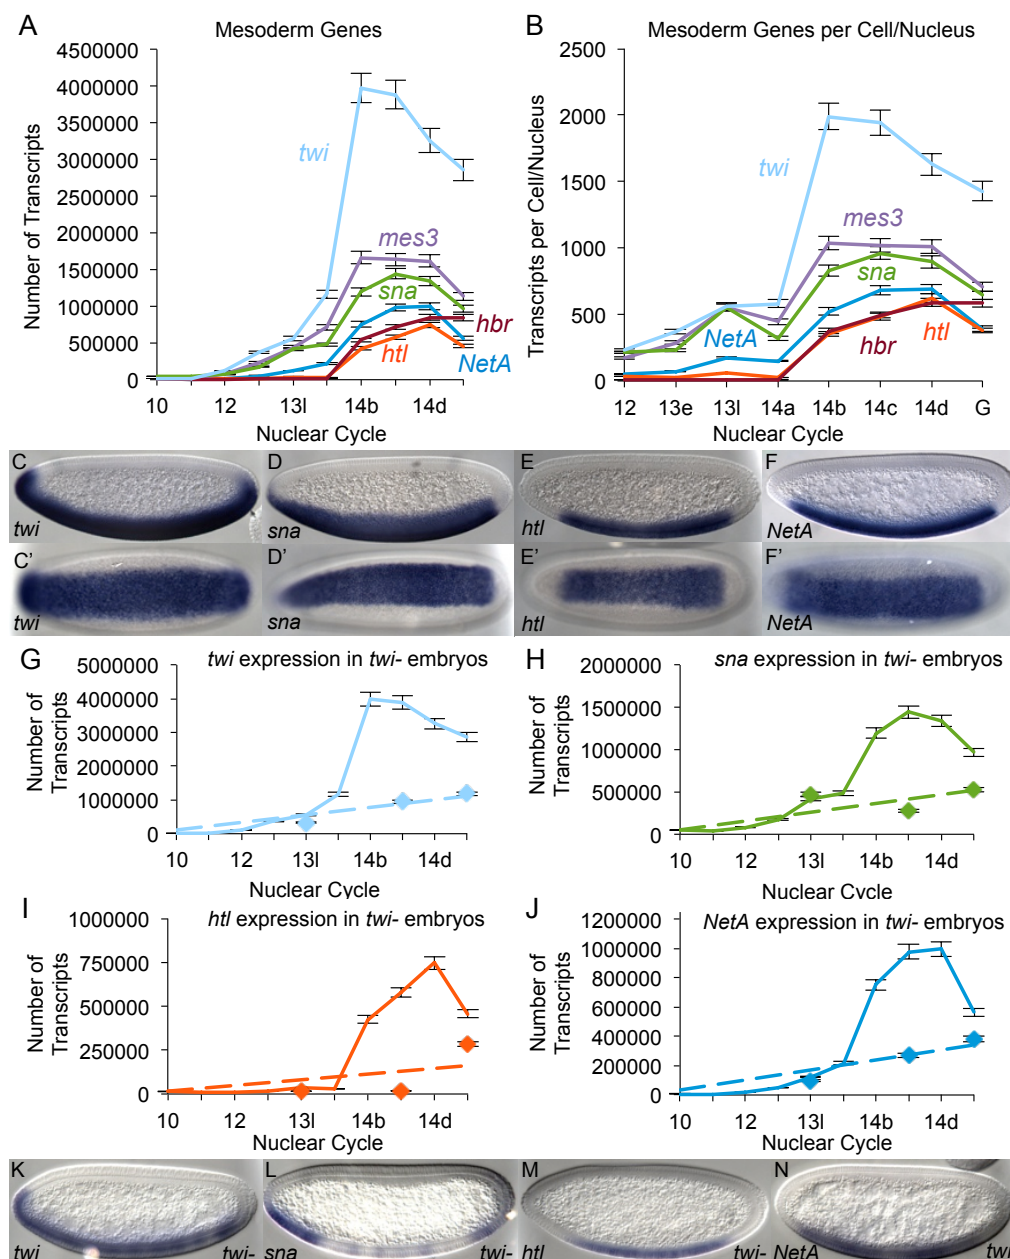 A
Mesoderm Genes
Number of Transcripts
4500000
4000000
3500000
3000000
2500000
2000000
1500000
1000000
500000
0
twi
mes3
sna
hbr
htl
NetA
10 12 13l 14b 14d
Nuclear Cycle
B
Mesoderm Genes per Cell/Nucleus
Transcripts per Cell/Nucleus
2500
2000
1500
1000
500
0
twi
mes3
sna
NetA
hbr
htl
12 13e 13l 14a 14b 14c 14d G
Nuclear Cycle
C
twi
D
sna
E
htl
F
NetA
C'
twi
D'
sna
E'
htl
F'
NetA
G
twi expression in twi- embryos
Number of
Transcripts
5000000
4000000
3000000
2000000
1000000
0
10 12 13l 14b 14d
Nuclear Cycle
H
sna expression in twi- embryos
Number of
Transcripts
2000000
1500000
1000000
500000
0
10 12 13l 14b 14d
Nuclear Cycle
I
htl expression in twi- embryos
Number of
Transcripts
1000000
750000
500000
250000
0
10 12 13l 14b 14d
Nuclear Cycle
J
NetA expression in twi- embryos
Number of
Transcripts
1200000
1000000
800000
600000
400000
200000
0
10 12 13l 14b 14d
Nuclear Cycle
K
twi twi-
L
sna twi-
M
htl twi-
N
NetA twi-